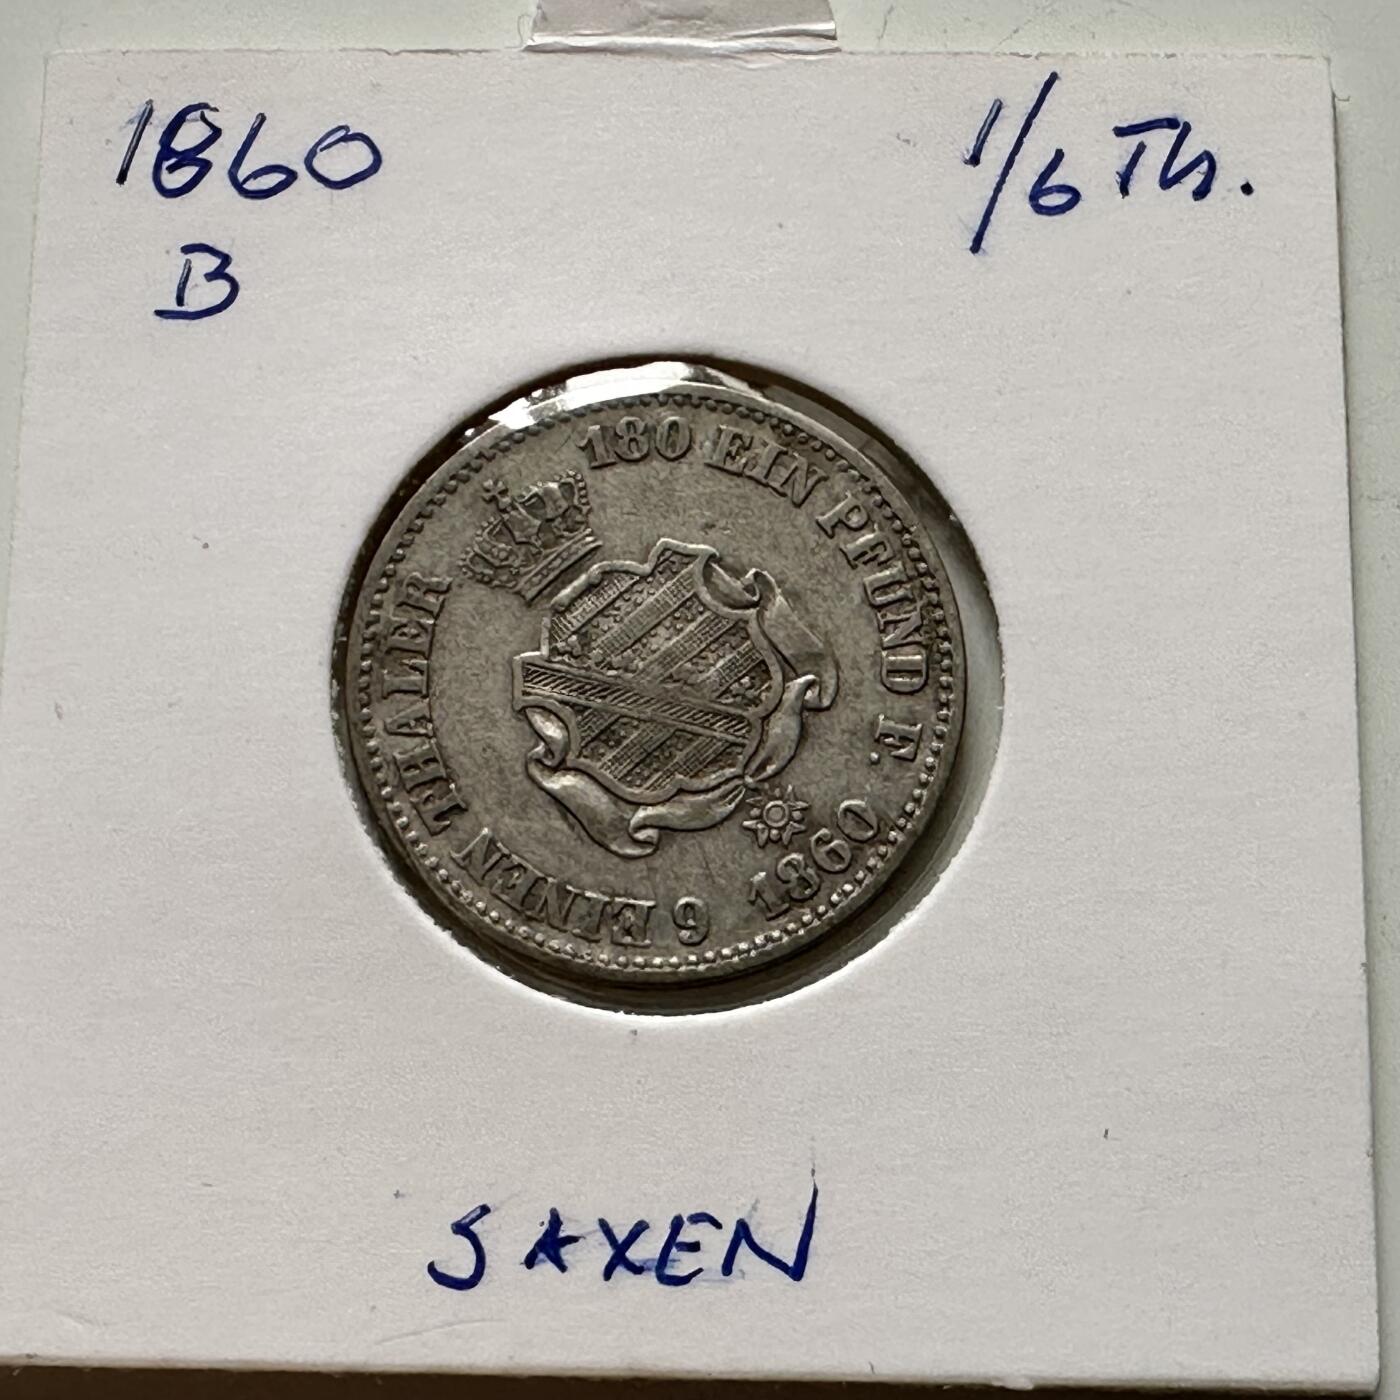 1860
1/6 Th.
B
6 EINEN THALER 180 EIN PFUND F.
1860
SAXEN